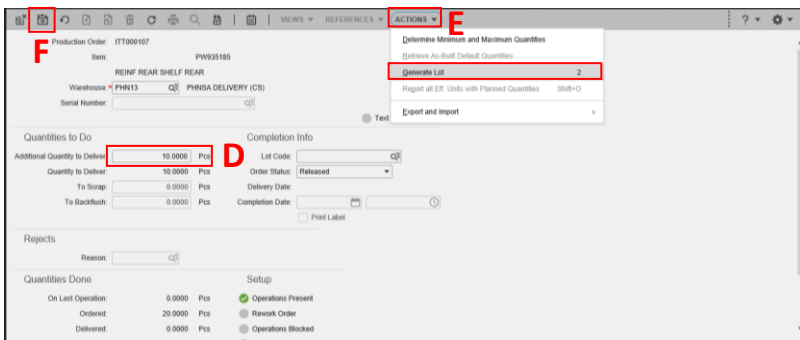 VIEWS REFERENCES ACTIONS E ?
F
Production Order: ITT000107
Item: PW935185
REINF REAR SHELF REAR
Warehouse: * PHN13 PHNSA DELIVERY (CS)
Serial Number:
Text
Determine Minimum and Maximum Quantities
Retrieve As-Built Default Quantities
Generate Lot 2
Report all Eff. Units with Planned Quantities Shift+O
Export and Import
Quantities to Do Completion Info
Additional Quantity to Deliver: 10.0000 Pcs D Lot Code:
Quantity to Deliver: 10.0000 Pcs Order Status: Released
To Scrap: 0.0000 Pcs Delivery Date:
To Backflush: 0.0000 Pcs Completion Date:
Print Label
Rejects
Reason:
Quantities Done Setup
On Last Operation: 0.0000 Pcs Operations Present
Ordered: 20.0000 Pcs Rework Order
Delivered: 0.0000 Pcs Operations Blocked